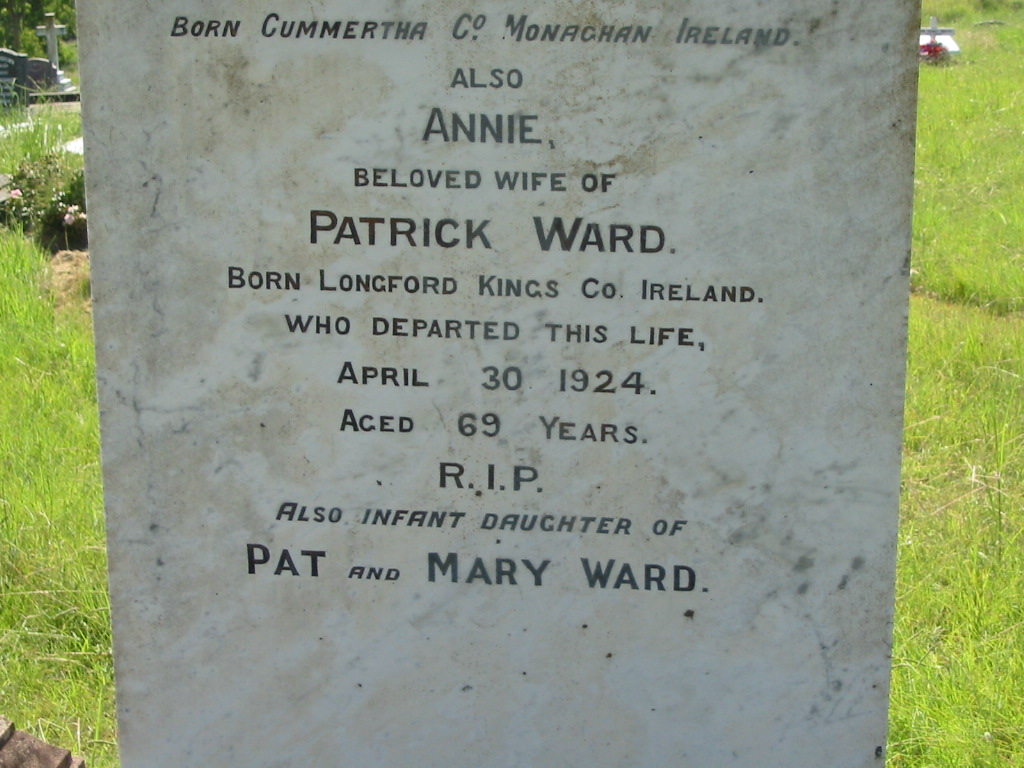 BORN CUMMERTHA Co. MONAGHAN IRELAND.
ALSO
ANNIE,
BELOVED WIFE OF
PATRICK WARD.
BORN LONGFORD KINGS CO. IRELAND.
WHO DEPARTED THIS LIFE,
APRIL 30 1924.
AGED 69 YEARS.
R.I.P.
ALSO INFANT DAUGHTER OF
PAT AND MARY WARD.